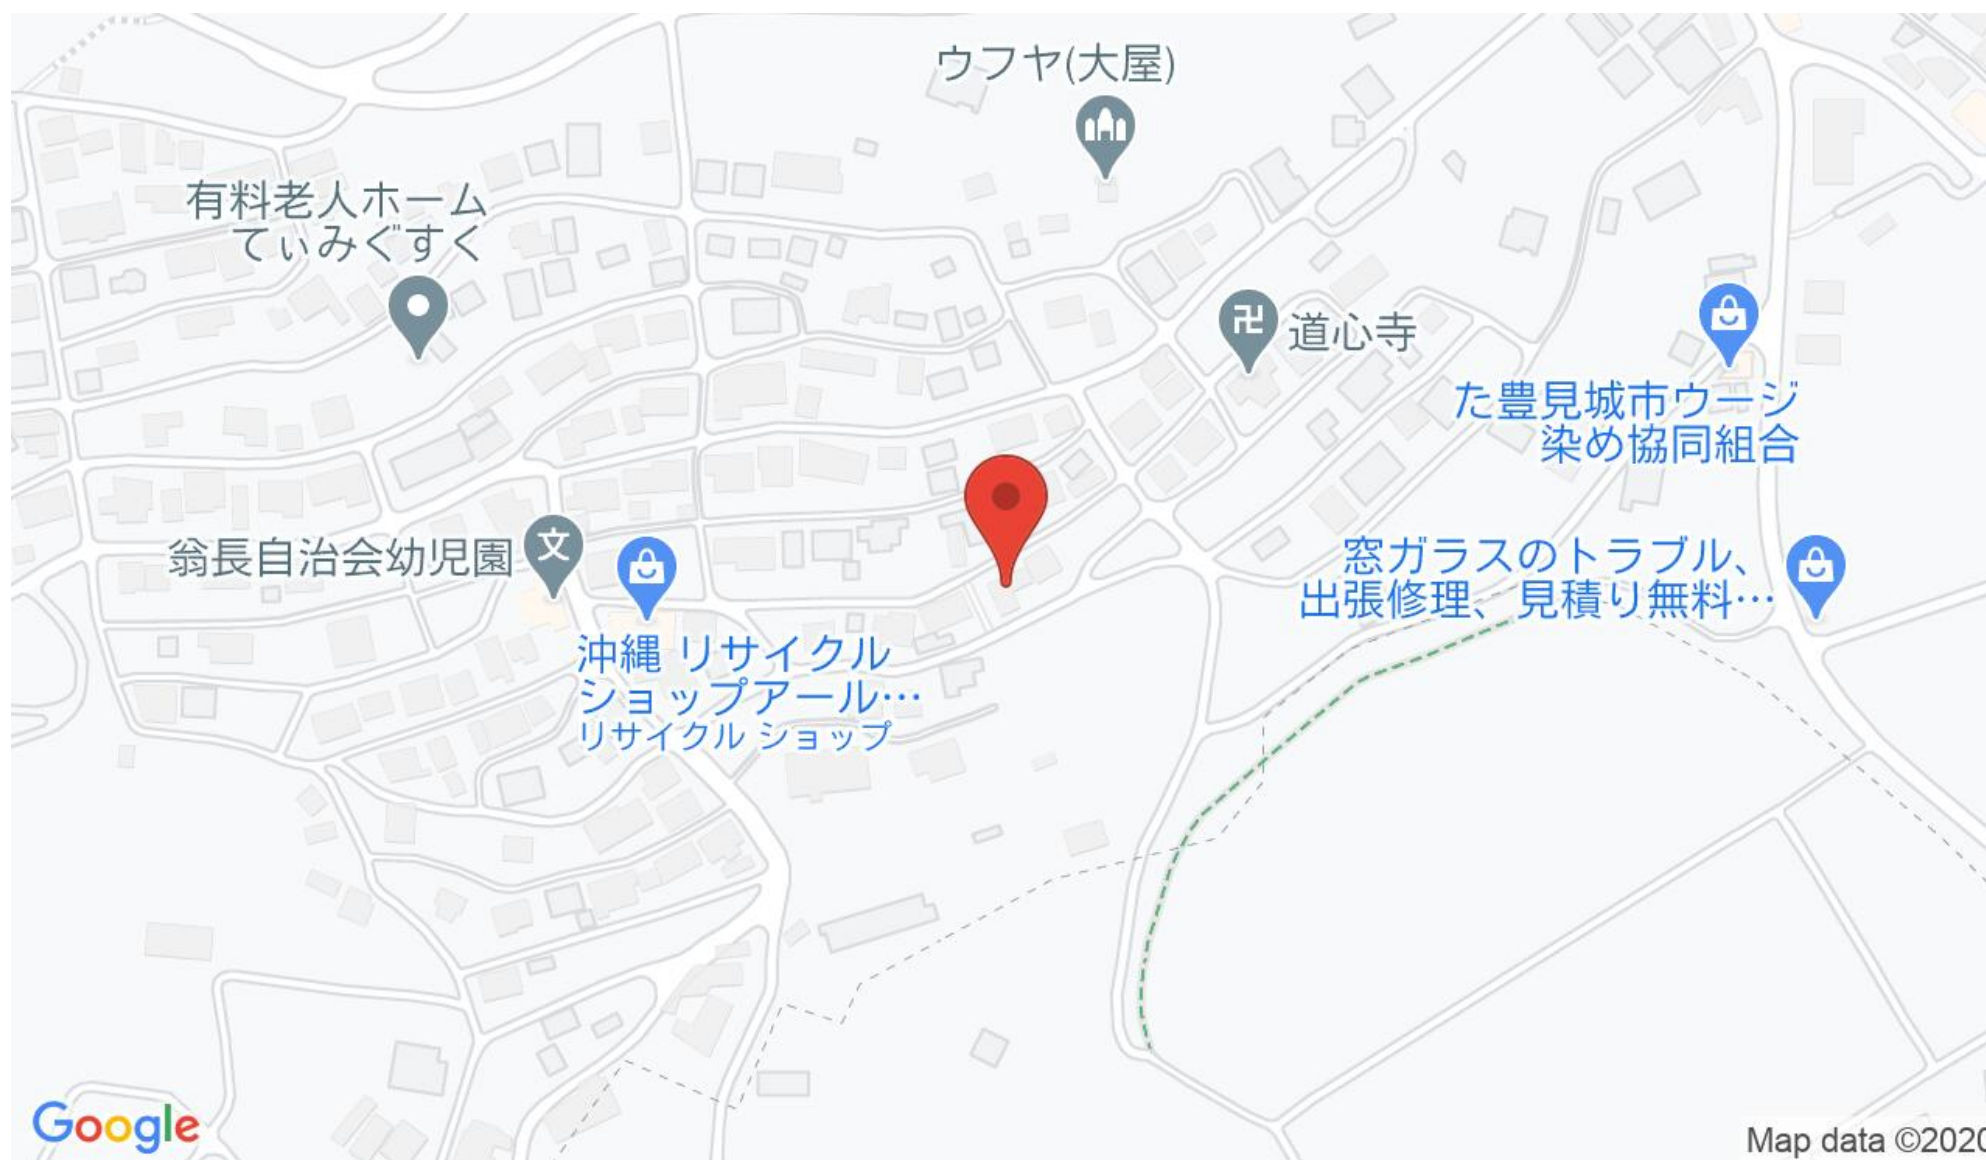 ウフヤ(大屋)
有料老人ホーム
てぃみぐすく
卍
道心寺
た豊見城市ウージ
染め協同組合
翁長自治会幼児園
文
窓ガラスのトラブル、
出張修理、見積り無料…
沖縄 リサイクル
ショップアール…
リサイクル ショップ
Google
Map data ©2020